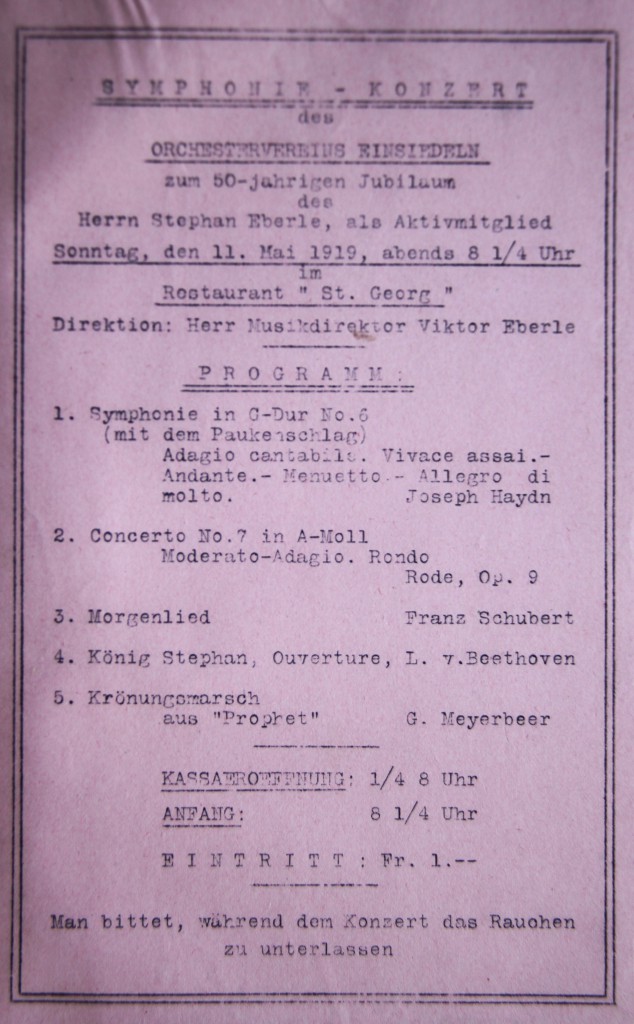 SYMPHONIE - KONZERT
des
ORCHESTERVEREINS EINSIEDELN
zum 50-jahrigen Jubilaum
des
Herrn Stephan Eberle, als Aktivmitglied
Sonntag, den 11. Mai 1919, abends 8 1/4 Uhr
im
Restaurant " St. Georg "
Direktion: Herr Musikdirektor Viktor Eberle
PROGRAMM:
1. Symphonie in G-Dur No.6
(mit dem Paukenschlag)
Adagio cantabile. Vivace assai.-
Andante.- Menuetto.- Allegro di
molto. Joseph Haydn
2. Concerto No.7 in A-Moll
Moderato-Adagio. Rondo
Rode, Op. 9
3. Morgenlied Franz Schubert
4. König Stephan, Ouverture, L. v.Beethoven
5. Krönungsmarsch
aus "Prophet" G. Meyerbeer
KASSAEROEFFNUNG: 1/4 8 Uhr
ANFANG: 8 1/4 Uhr
EINTRITT: Fr. 1.--
Man bittet, während dem Konzert das Rauchen
zu unterlassen